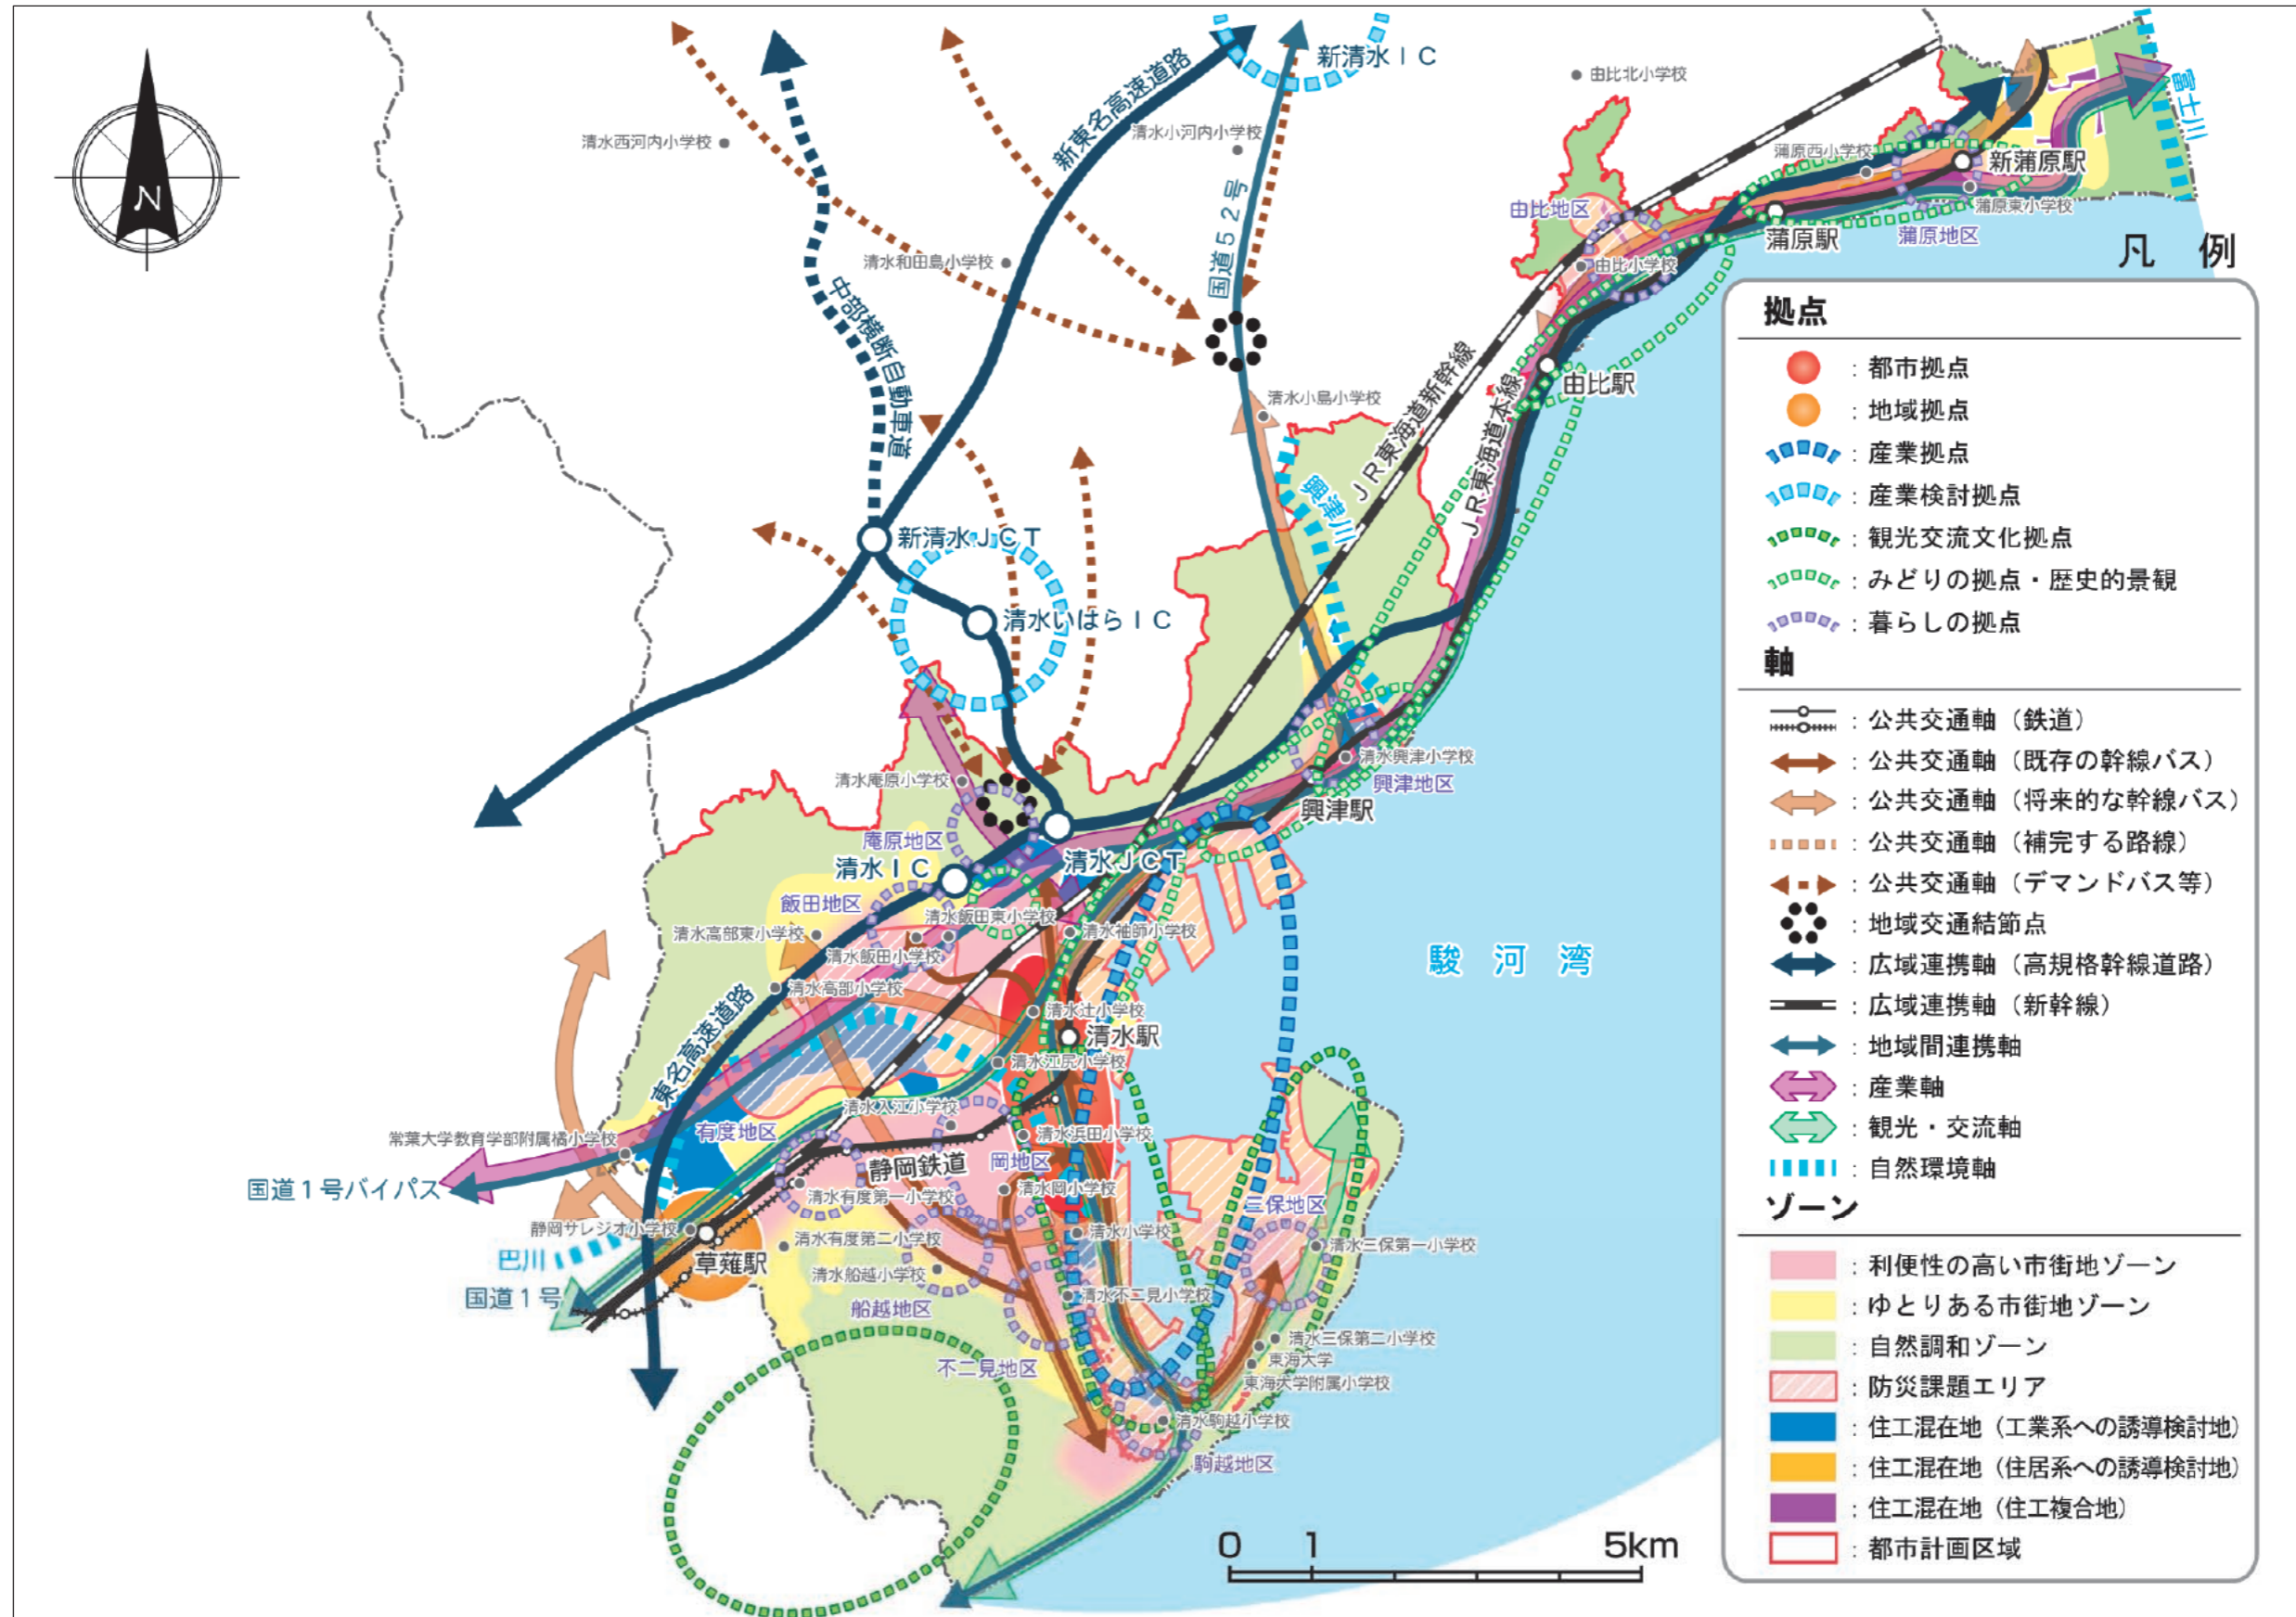 N
新清水ＩＣ
由比北小学校
富士川
新東名高速道路
清水西河内小学校
清水小河内小学校
蒲原西小学校
新蒲原駅
国道５２号
由比地区
蒲原東小学校
蒲原駅
蒲原地区
清水和田島小学校
由比小学校
中部横断自動車道
ＪＲ東海道新幹線
ＪＲ東海道本線
由比駅
清水小島小学校
興津川
新清水ＪＣＴ
清水いはらＩＣ
清水興津小学校
清水庵原小学校
興津地区
興津駅
庵原地区
清水ＩＣ
清水ＪＣＴ
飯田地区
清水飯田東小学校
清水高部東小学校
清水袖師小学校
清水飯田小学校
駿河湾
清水高部小学校
東名高速道路
清水辻小学校
清水駅
清水江尻小学校
清水入江小学校
常葉大学教育学部附属橘小学校
有度地区
清水浜田小学校
静岡鉄道
岡地区
国道１号バイパス
清水有度第一小学校
清水岡小学校
三保地区
静岡サレジオ小学校
清水有度第二小学校
清水小学校
清水三保第一小学校
巴川
草薙駅
清水船越小学校
国道１号
清水不二見小学校
船越地区
清水三保第二小学校
不二見地区
東海大学
東海大学附属小学校
清水駒越小学校
駒越地区
0 1 5km
凡 例
拠点
：都市拠点
：地域拠点
：産業拠点
：産業検討拠点
：観光交流文化拠点
：みどりの拠点・歴史的景観
：暮らしの拠点
軸
：公共交通軸（鉄道）
：公共交通軸（既存の幹線バス）
：公共交通軸（将来的な幹線バス）
：公共交通軸（補完する路線）
：公共交通軸（デマンドバス等）
：地域交通結節点
：広域連携軸（高規格幹線道路）
：広域連携軸（新幹線）
：地域間連携軸
：産業軸
：観光・交流軸
：自然環境軸
ゾーン
：利便性の高い市街地ゾーン
：ゆとりある市街地ゾーン
：自然調和ゾーン
：防災課題エリア
：住工混在地（工業系への誘導検討地）
：住工混在地（住居系への誘導検討地）
：住工混在地（住工複合地）
：都市計画区域